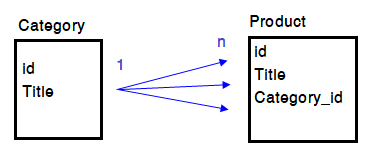 Category
id
Title
1
n
Product
id
Title
Category_id